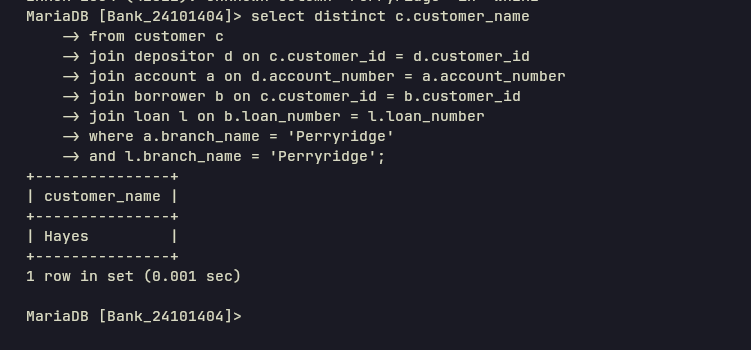 MariaDB [Bank_24101404]> select distinct c.customer_name
    -> from customer c
    -> join depositor d on c.customer_id = d.customer_id
    -> join account a on d.account_number = a.account_number
    -> join borrower b on c.customer_id = b.customer_id
    -> join loan l on b.loan_number = l.loan_number
    -> where a.branch_name = 'Perryridge'
    -> and l.branch_name = 'Perryridge';
+---------------+
| customer_name |
+---------------+
| Hayes         |
+---------------+
1 row in set (0.001 sec)
MariaDB [Bank_24101404]>